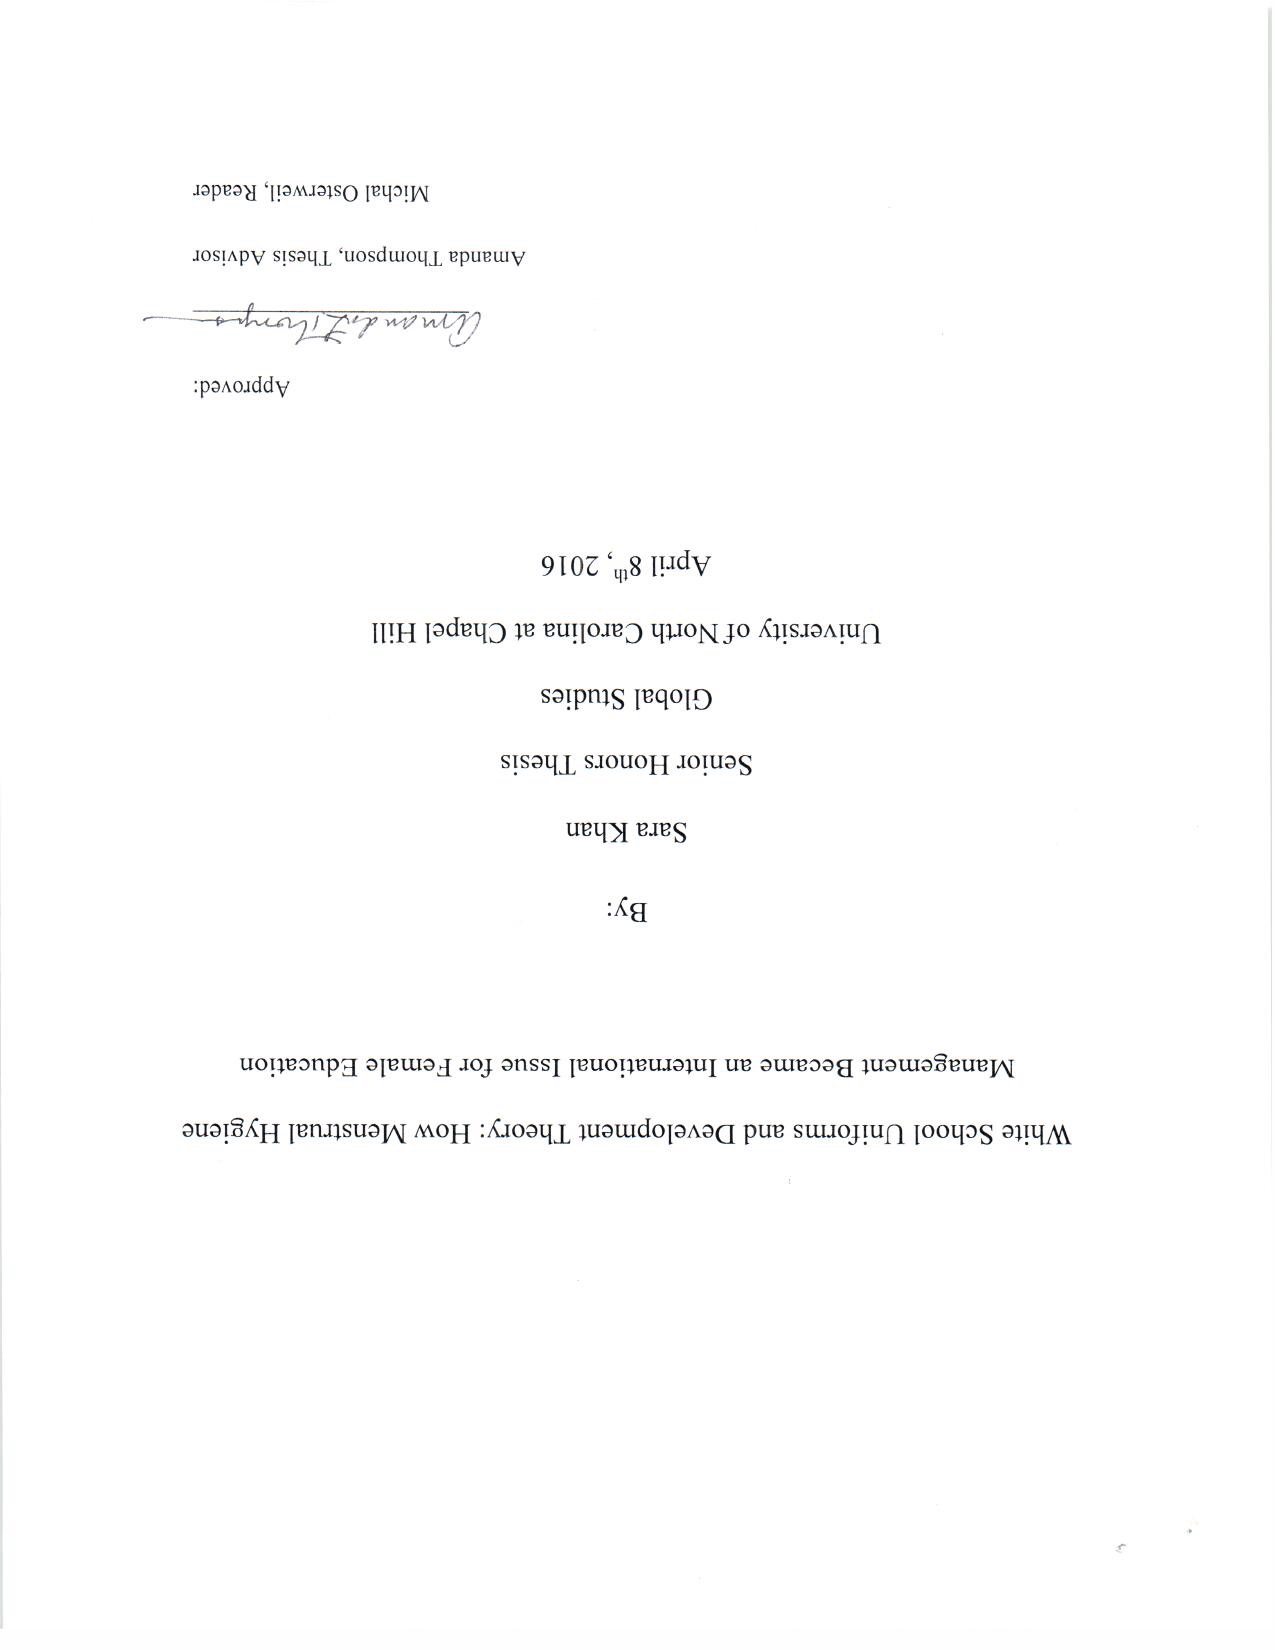 White School Uniforms and Development Theory: How Menstrual Hygiene
Management Became an International Issue for Female Education
By:
Sara Khan
Senior Honors Thesis
Global Studies
University of North Carolina at Chapel Hill
April 8th, 2016
Approved:
Amanda Thompso
Amanda Thompson, Thesis Advisor
Michal Osterweil, Reader